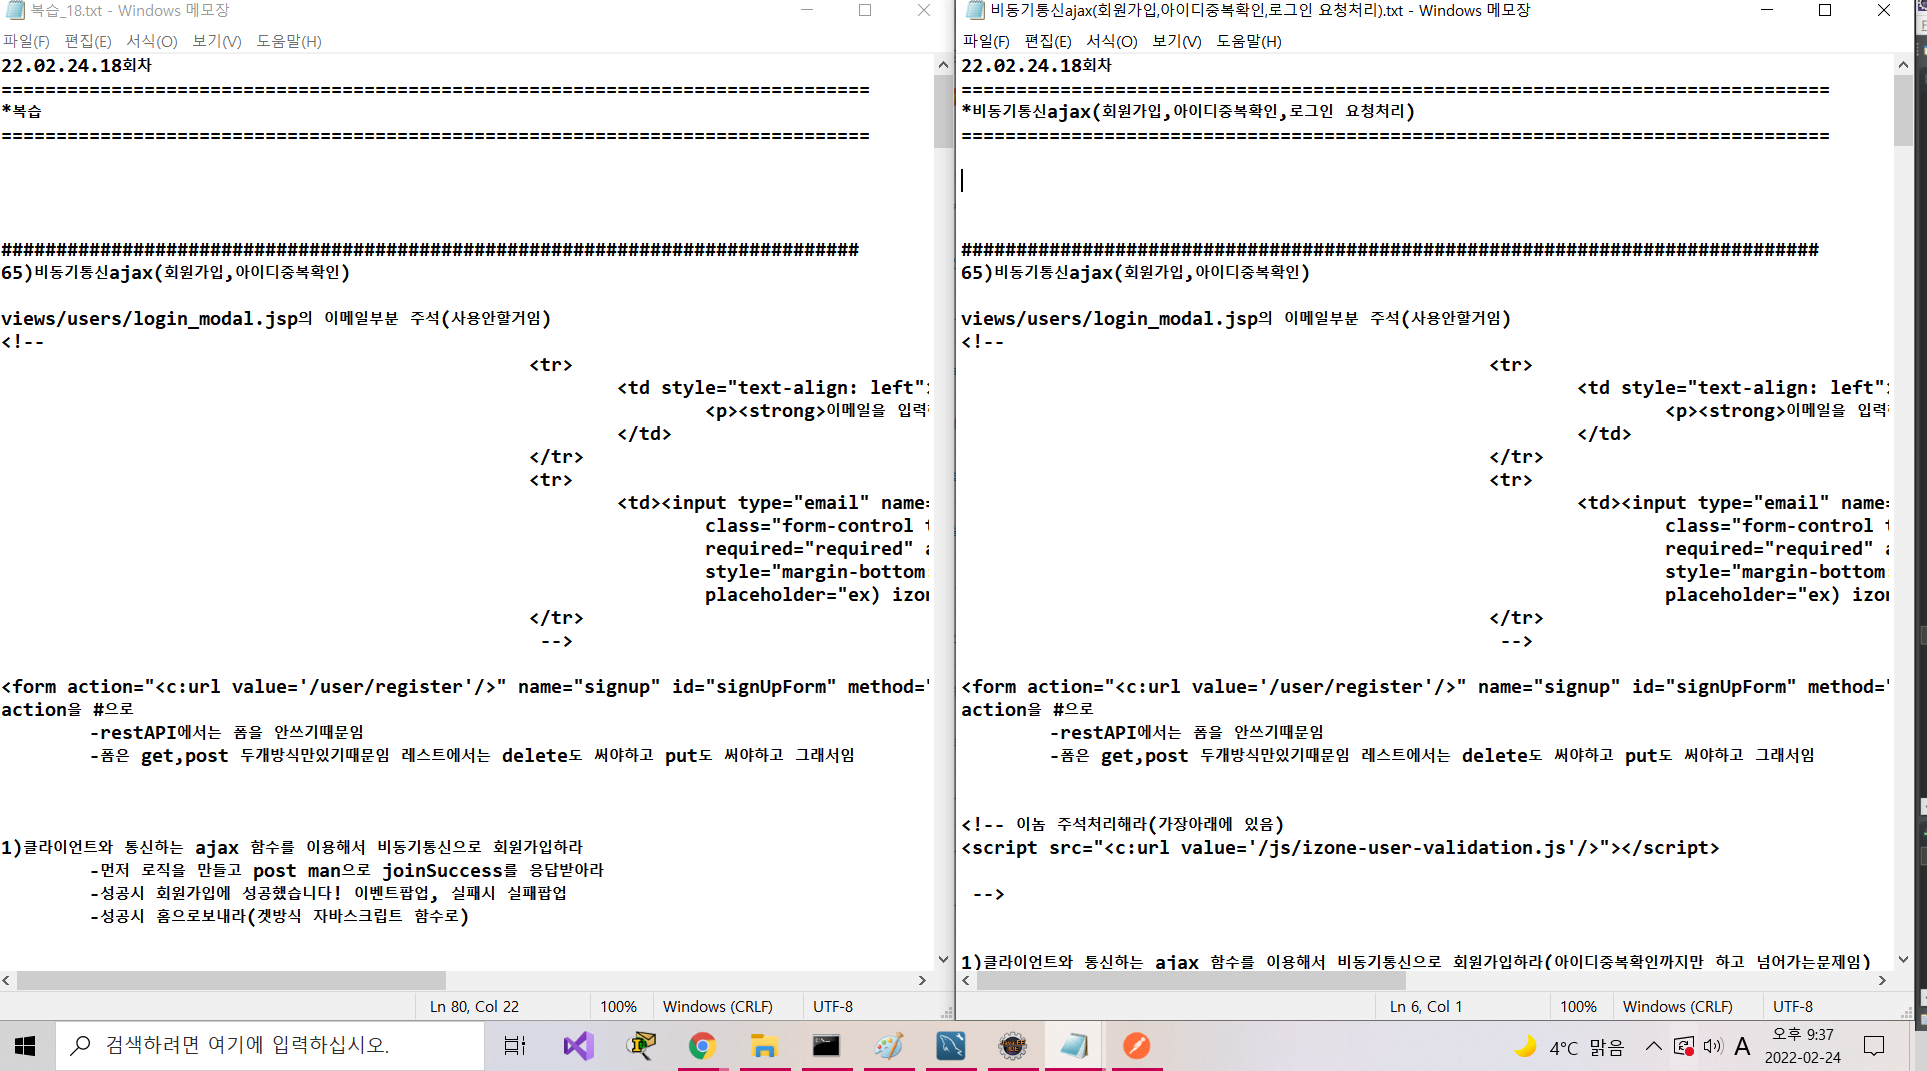 복습_18.txt - Windows 메모장
파일(F) 편집(E) 서식(O) 보기(V) 도움말(H)
22.02.24.18회차
===============================================================================
*복습
===============================================================================
##############################################################################
65)비동기통신ajax(회원가입,아이디중복확인)
views/users/login_modal.jsp의 이메일부분 주석(사용안할거임)
<!--
<tr>
<td style="text-align: left"
<p><strong>이메일을 입력
</td>
</tr>
<tr>
<td><input type="email" name=
class="form-control
required="required"
style="margin-bottom
placeholder="ex) izon
</tr>
-->
<form action="<c:url value='/user/register'/>" name="signup" id="signUpForm" method="
action을 #으로
-restAPI에서는 폼을 안쓰기때문임
-폼은 get,post 두개방식만있기때문임 레스트에서는 delete도 써야하고 put도 써야하고 그래서임
1)클라이언트와 통신하는 ajax 함수를 이용해서 비동기통신으로 회원가입하라
-먼저 로직을 만들고 post man으로 joinSuccess를 응답받아라
-성공시 회원가입에 성공했습니다! 이벤트팝업, 실패시 실패팝업
-성공시 홈으로보내라(겟방식 자바스크립트 함수로)
Ln 80, Col 22 100% Windows (CRLF) UTF-8
비동기통신ajax(회원가입,아이디중복확인,로그인 요청처리).txt - Windows 메모장
파일(F) 편집(E) 서식(O) 보기(V) 도움말(H)
22.02.24.18회차
===============================================================================
*비동기통신ajax(회원가입,아이디중복확인,로그인 요청처리)
===============================================================================
##############################################################################
65)비동기통신ajax(회원가입,아이디중복확인)
views/users/login_modal.jsp의 이메일부분 주석(사용안할거임)
<!--
<tr>
<td style="text-align: left"
<p><strong>이메일을 입력
</td>
</tr>
<tr>
<td><input type="email" name=
class="form-control
required="required"
style="margin-bottom
placeholder="ex) izon
</tr>
-->
<form action="<c:url value='/user/register'/>" name="signup" id="signUpForm" method="
action을 #으로
-restAPI에서는 폼을 안쓰기때문임
-폼은 get,post 두개방식만있기때문임 레스트에서는 delete도 써야하고 put도 써야하고 그래서임
<!-- 이놈 주석처리해라(가장아래에 있음)
<script src="<c:url value='/js/izone-user-validation.js'/>"></script>
-->
1)클라이언트와 통신하는 ajax 함수를 이용해서 비동기통신으로 회원가입하라(아이디중복확인까지만 하고 넘어가는문제임)
Ln 6, Col 1 100% Windows (CRLF) UTF-8
검색하려면 여기에 입력하십시오.
4°C 맑음 A 오후 9:37
2022-02-24